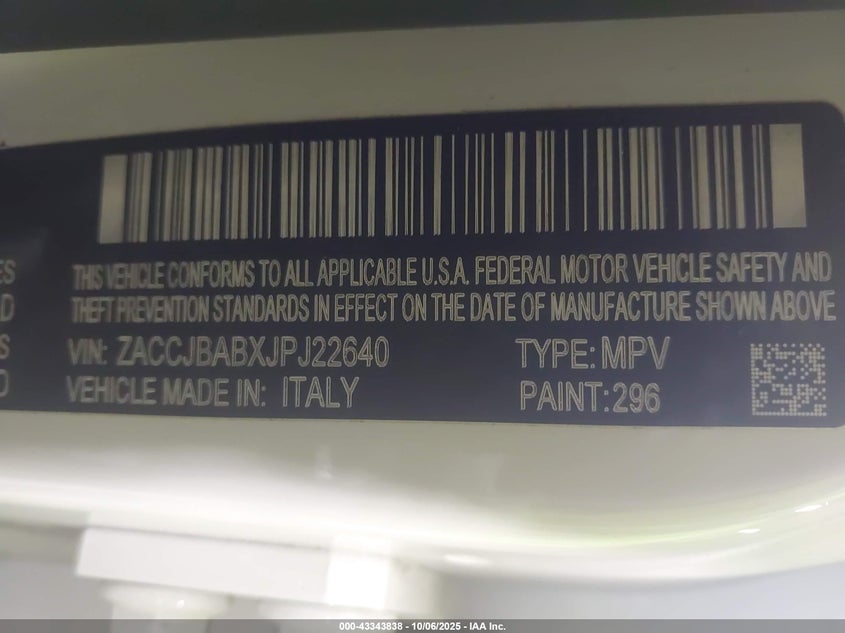 THIS VEHICLE CONFORMS TO ALL APPLICABLE U.S.A. FEDERAL MOTOR VEHICLE SAFETY AND
THEFT PREVENTION STANDARDS IN EFFECT ON THE DATE OF MANUFACTURE SHOWN ABOVE
VIN: ZACCJBABXJPJ22640 TYPE: MPV
VEHICLE MADE IN: ITALY PAINT: 296
000-43343838 - 10/06/2025 - IAA Inc.